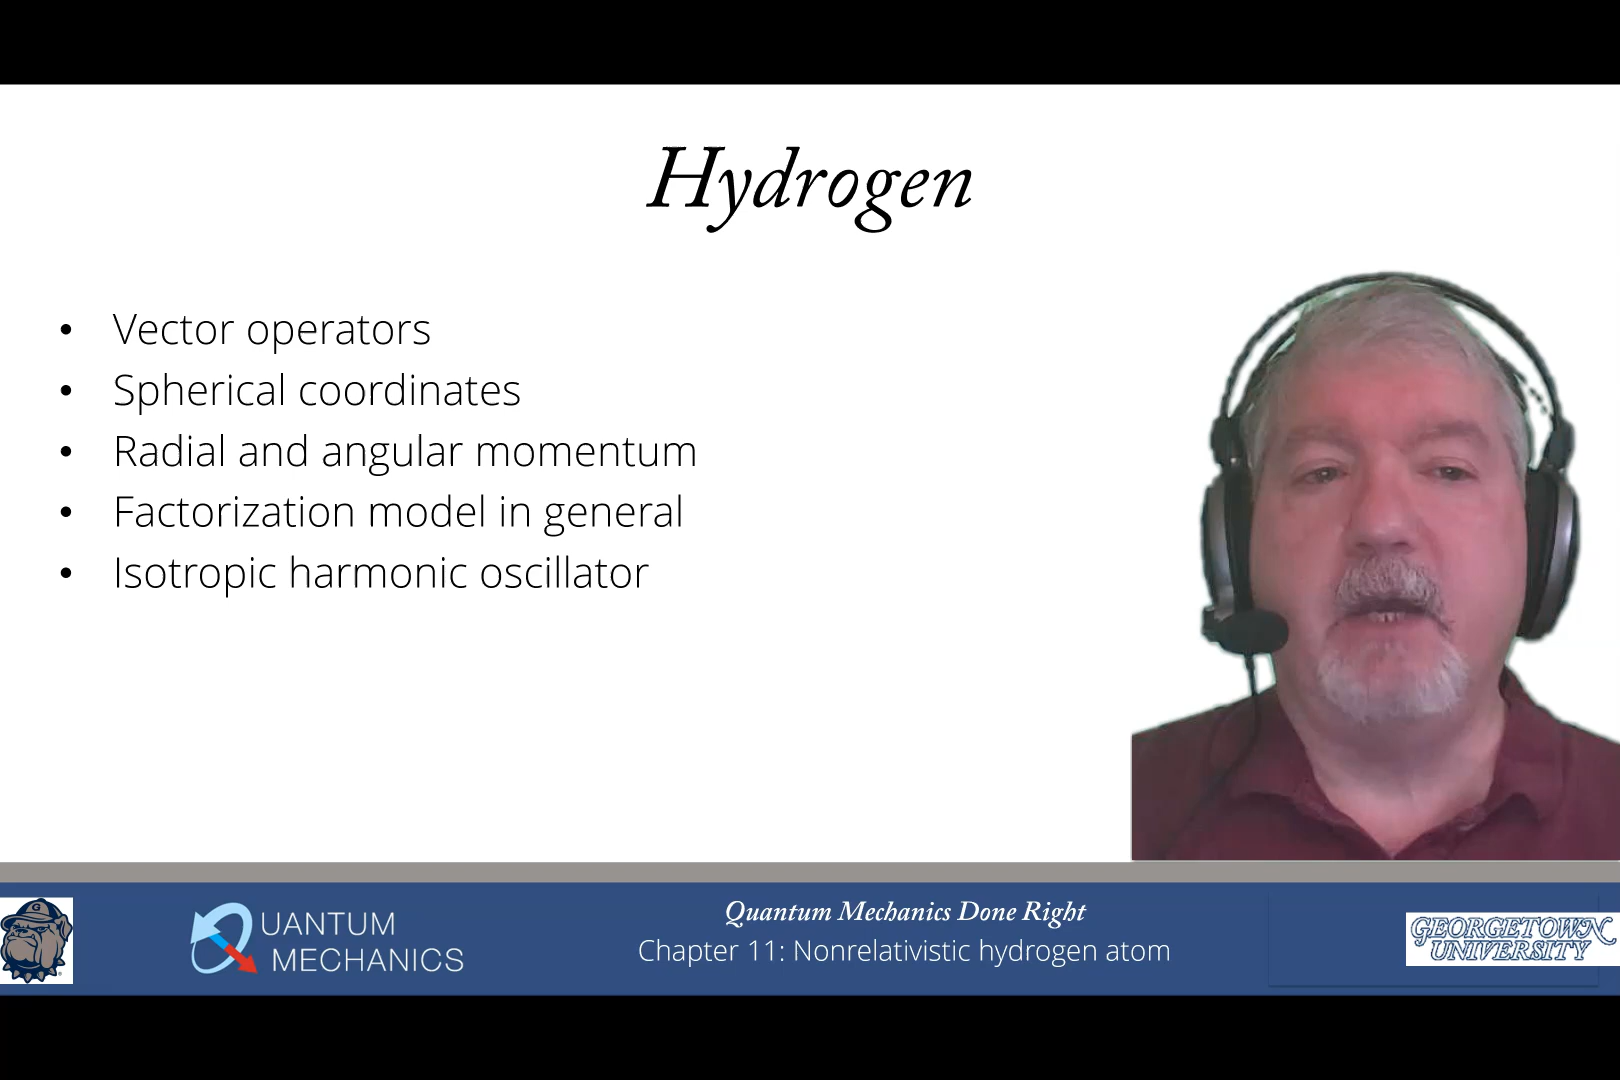 Hydrogen
• Vector operators
• Spherical coordinates
• Radial and angular momentum
• Factorization model in general
• Isotropic harmonic oscillator
G
QUANTUM
MECHANICS
Quantum Mechanics Done Right
Chapter 11: Nonrelativistic hydrogen atom
GEORGETOWN
UNIVERSITY